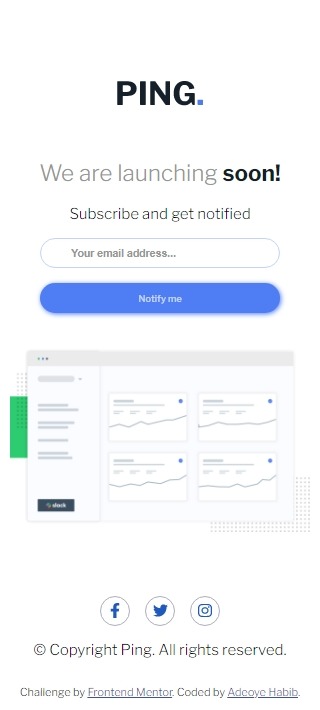 PING.
We are launching soon!
Subscribe and get notified
Your email address...
Notify me
slack
© Copyright Ping. All rights reserved.
Challenge by Frontend Mentor. Coded by Adeoye Habib.